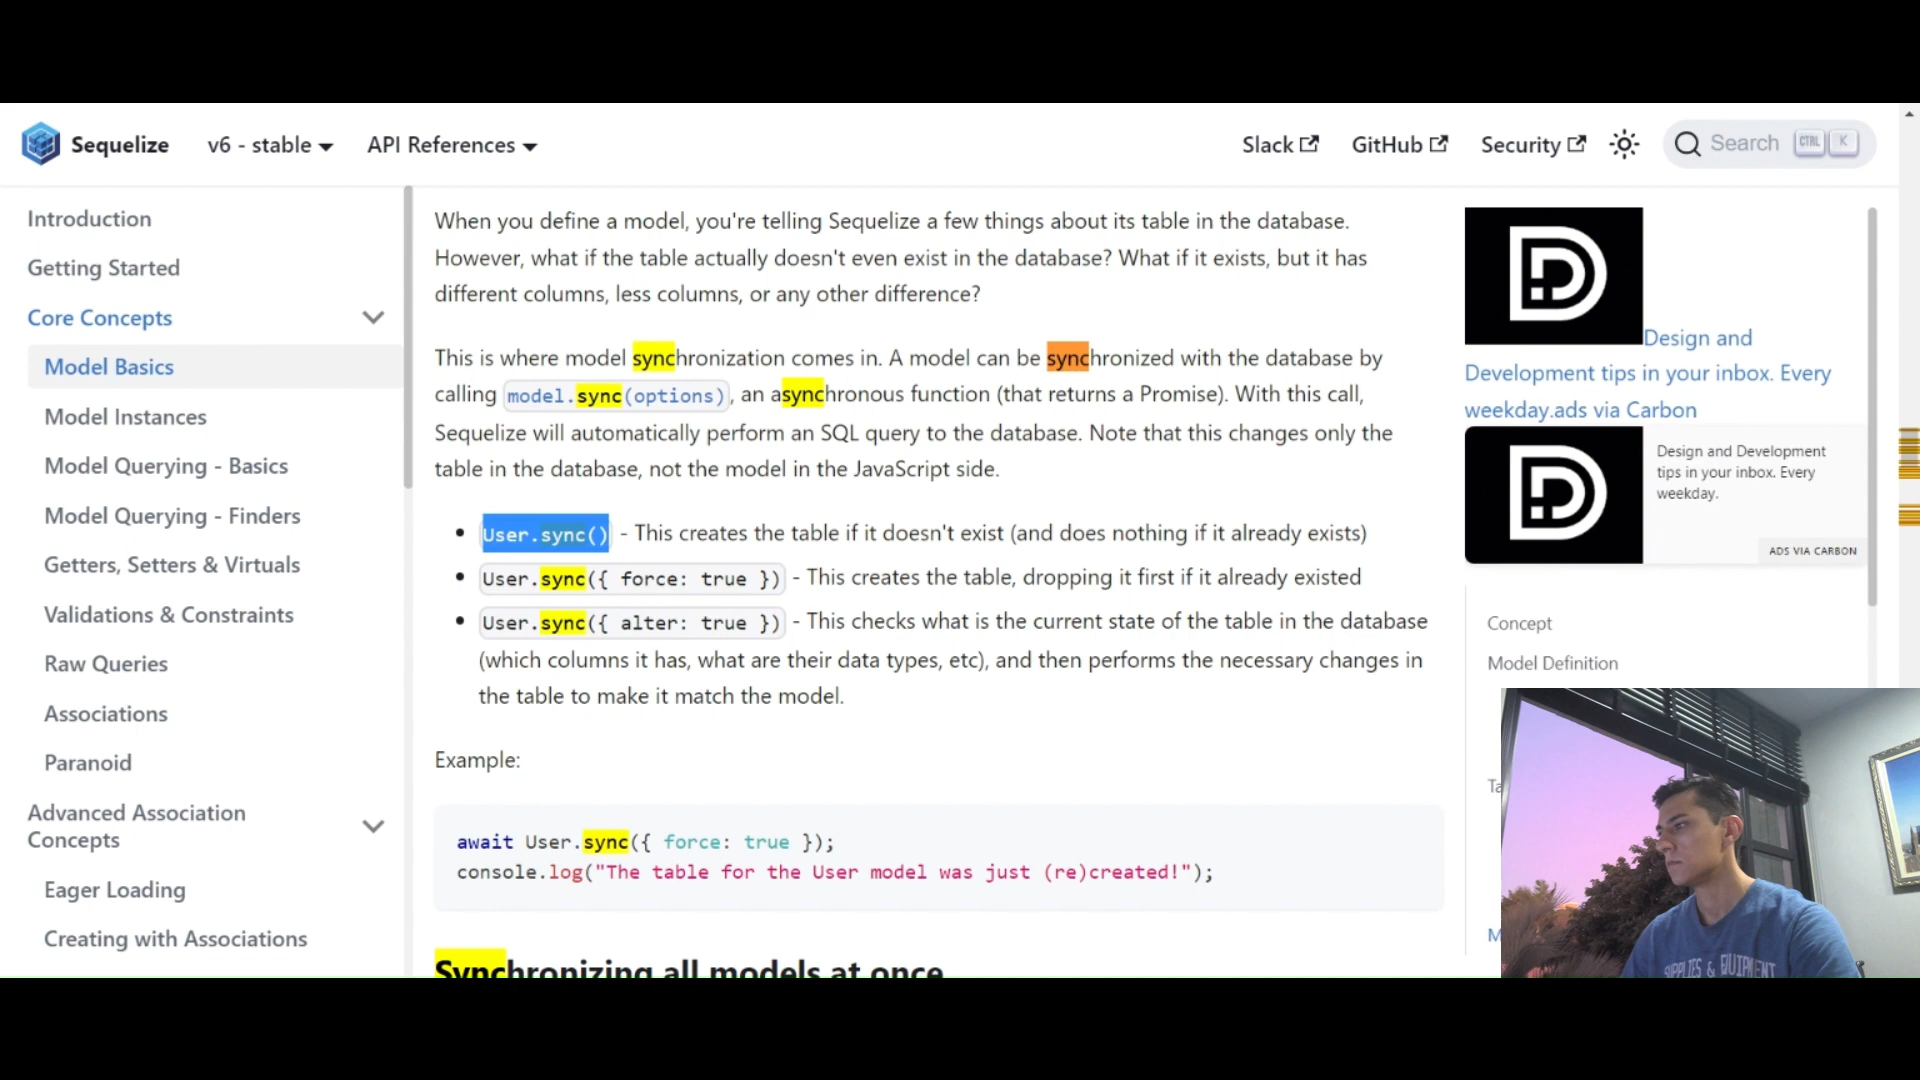 Sequelize
v6 - stable
API References
Slack
GitHub
Security
Search
CTRL
K
Introduction
Getting Started
Core Concepts
Model Basics
Model Instances
Model Querying - Basics
Model Querying - Finders
Getters, Setters & Virtuals
Validations & Constraints
Raw Queries
Associations
Paranoid
Advanced Association
Concepts
Eager Loading
Creating with Associations
When you define a model, you're telling Sequelize a few things about its table in the database.
However, what if the table actually doesn't even exist in the database? What if it exists, but it has
different columns, less columns, or any other difference?
This is where model synchronization comes in. A model can be synchronized with the database by
calling model.sync(options), an asynchronous function (that returns a Promise). With this call,
Sequelize will automatically perform an SQL query to the database. Note that this changes only the
table in the database, not the model in the JavaScript side.
• User.sync() - This creates the table if it doesn't exist (and does nothing if it already exists)
• User.sync({ force: true }) - This creates the table, dropping it first if it already existed
• User.sync({ alter: true }) - This checks what is the current state of the table in the database
(which columns it has, what are their data types, etc), and then performs the necessary changes in
the table to make it match the model.
Example:
await User.sync({ force: true });
console.log("The table for the User model was just (re)created!");
Synchronizing all models at once
Design and
Development tips in your inbox. Every
weekday.ads via Carbon
Design and Development
tips in your inbox. Every
weekday.
ADS VIA CARBON
Concept
Model Definition
Ta
M
SUPPLIES & EQUIPMENT